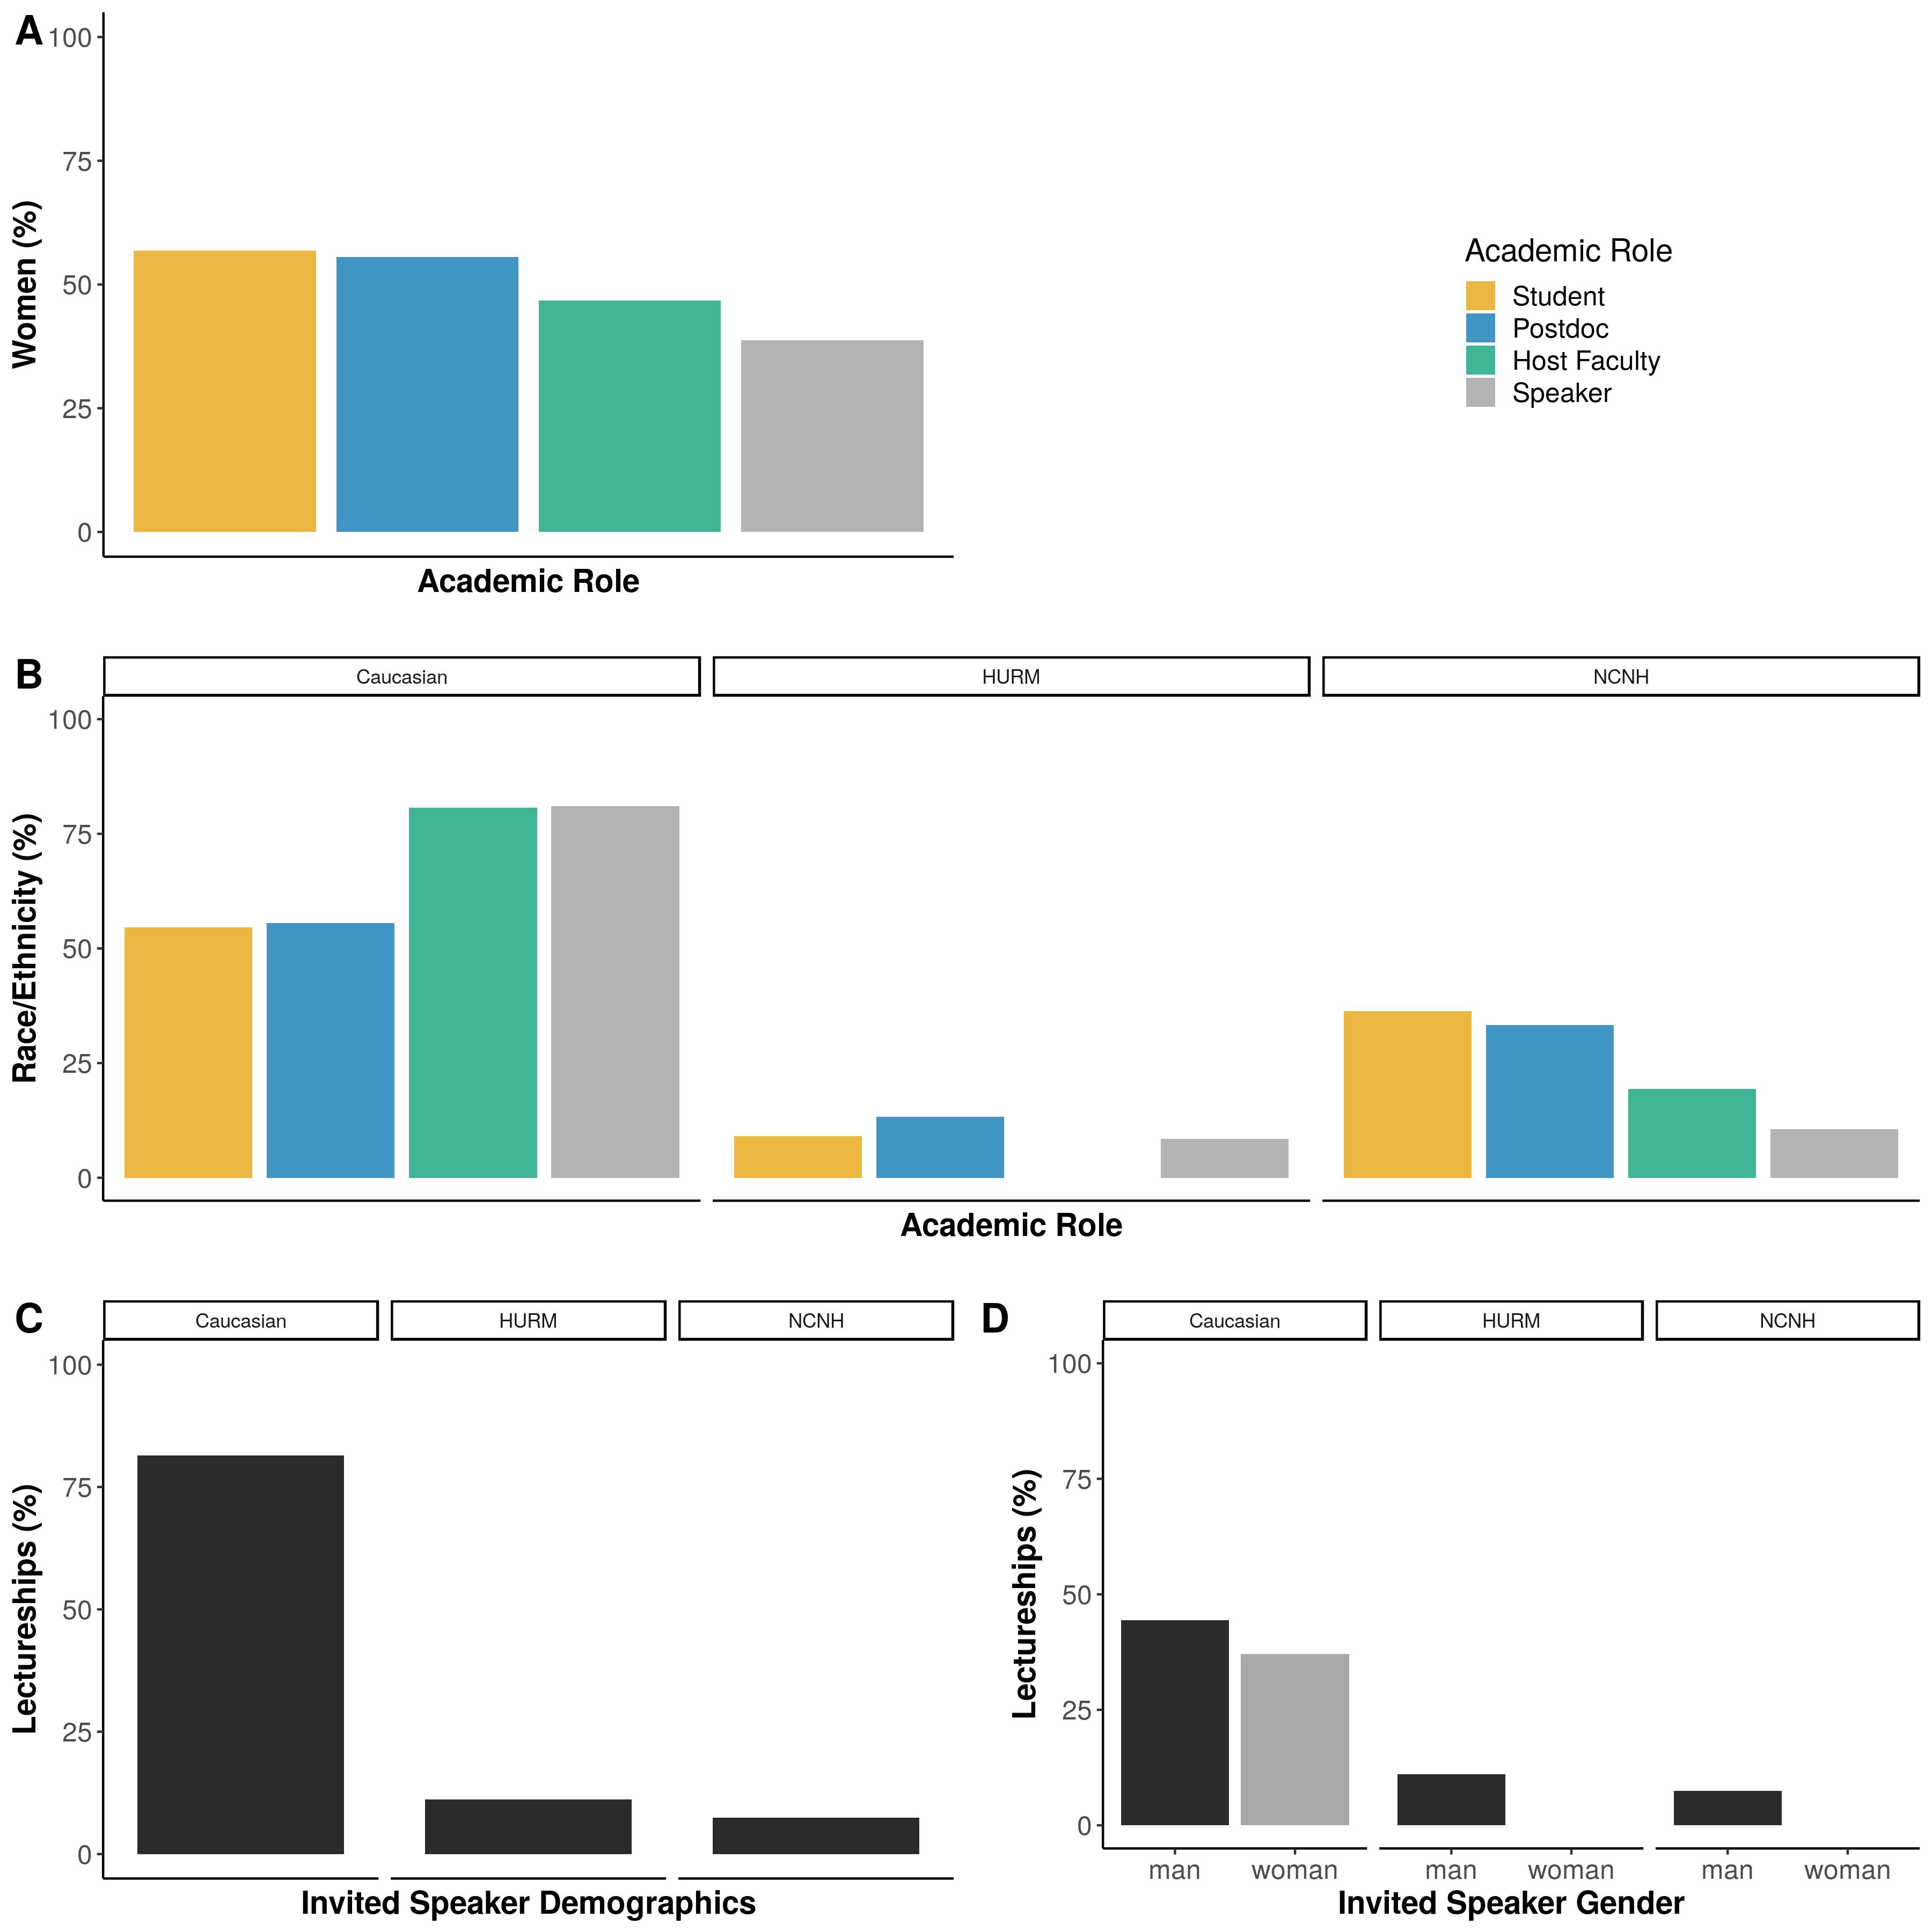 A
100
75
50
25
0
Women (%)
Academic Role
Academic Role
Student
Postdoc
Host Faculty
Speaker
B
Caucasian
HURM
NCNH
100
75
50
25
0
Race/Ethnicity (%)
Academic Role
C
Caucasian
HURM
NCNH
100
75
50
25
0
Lectureships (%)
Invited Speaker Demographics
D
Caucasian
HURM
NCNH
100
75
50
25
0
Lectureships (%)
man woman man woman man woman
Invited Speaker Gender